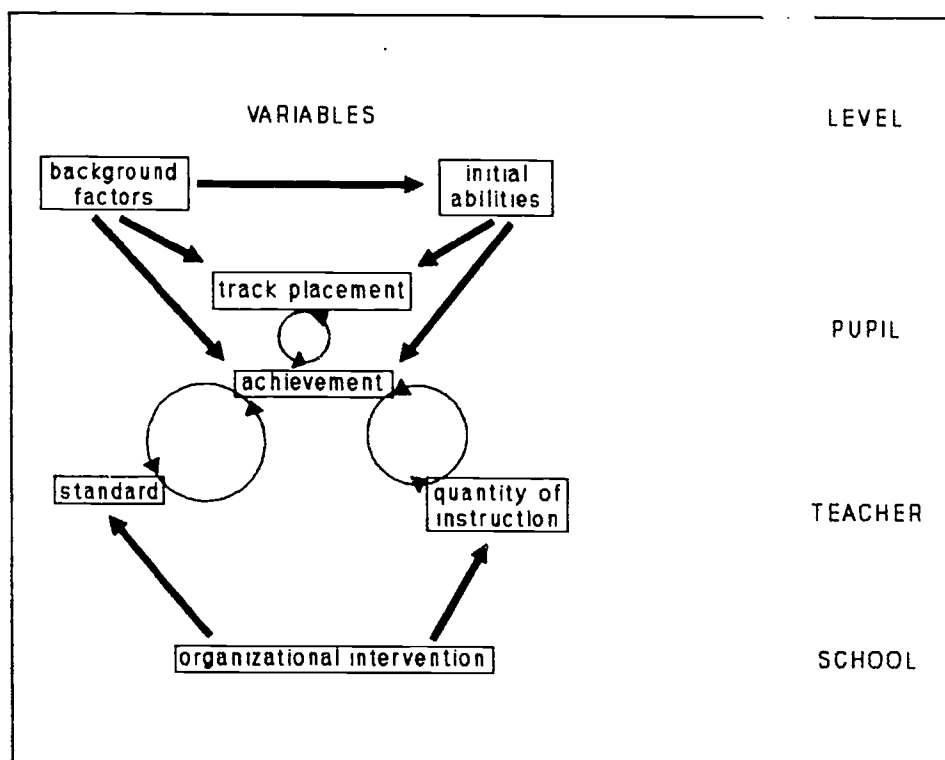 VARIABLES
LEVEL
background
factors
initial
abilities
track placement
PUPIL
achievement
standard
quantity of
instruction
TEACHER
organizational intervention
SCHOOL